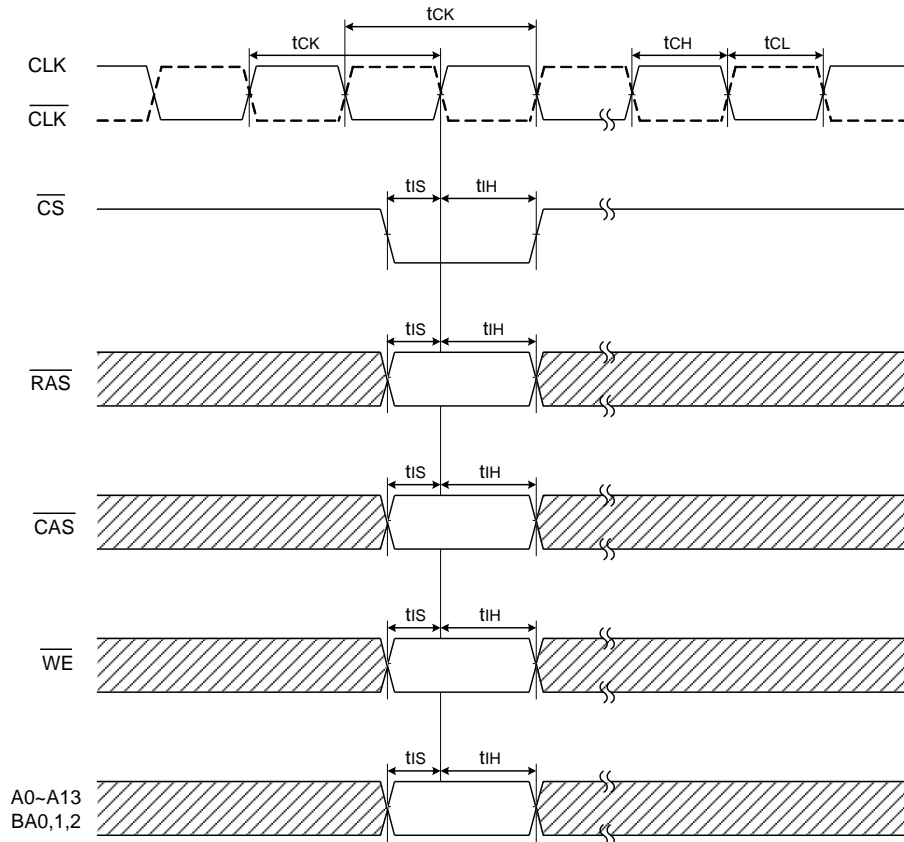 tCK
tCK
tCH
tCL
CLK
CLK
tIS
tIH
CS
tIS
tIH
RAS
tIS
tIH
CAS
tIS
tIH
WE
tIS
tIH
A0~A13
BA0,1,2